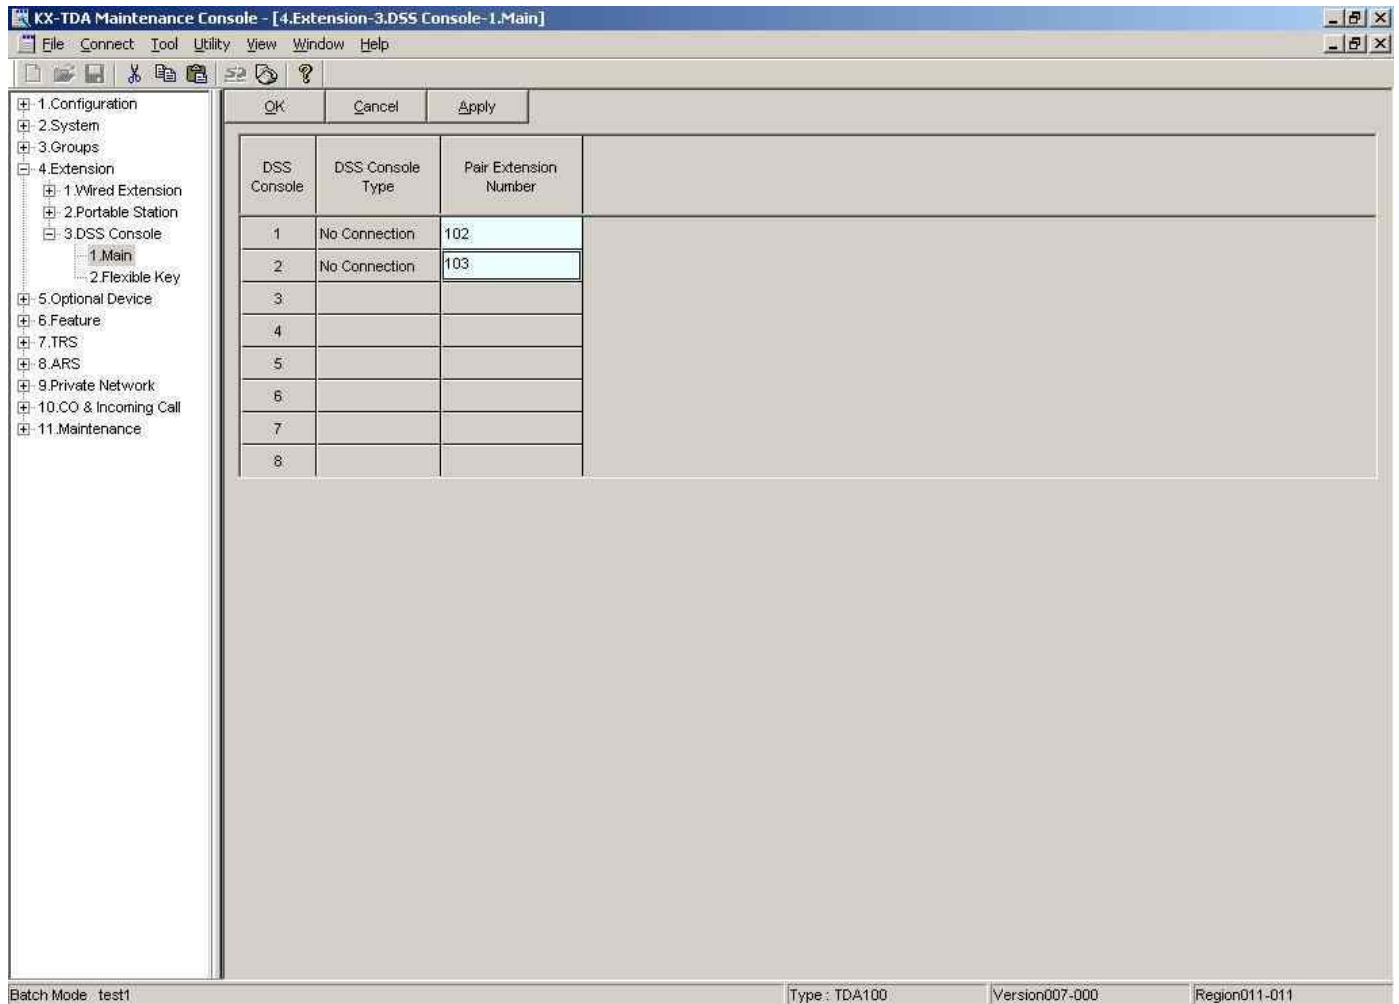 KX-TDA Maintenance Console - [4.Extension-3.DSS Console-1.Main]
File Connect Tool Utility View Window Help
1.Configuration
2.System
3.Groups
4.Extension
1.Wired Extension
2.Portable Station
3.DSS Console
1.Main
2.Flexible Key
5.Optional Device
6.Feature
7.TRS
8.ARS
9.Private Network
10.CO & Incoming Call
11.Maintenance
OK Cancel Apply
DSS Console
DSS Console Type
Pair Extension Number
1 No Connection 102
2 No Connection 103
3
4
5
6
7
8
Batch Mode test1 Type : TDA100 Version007-000 Region011-011